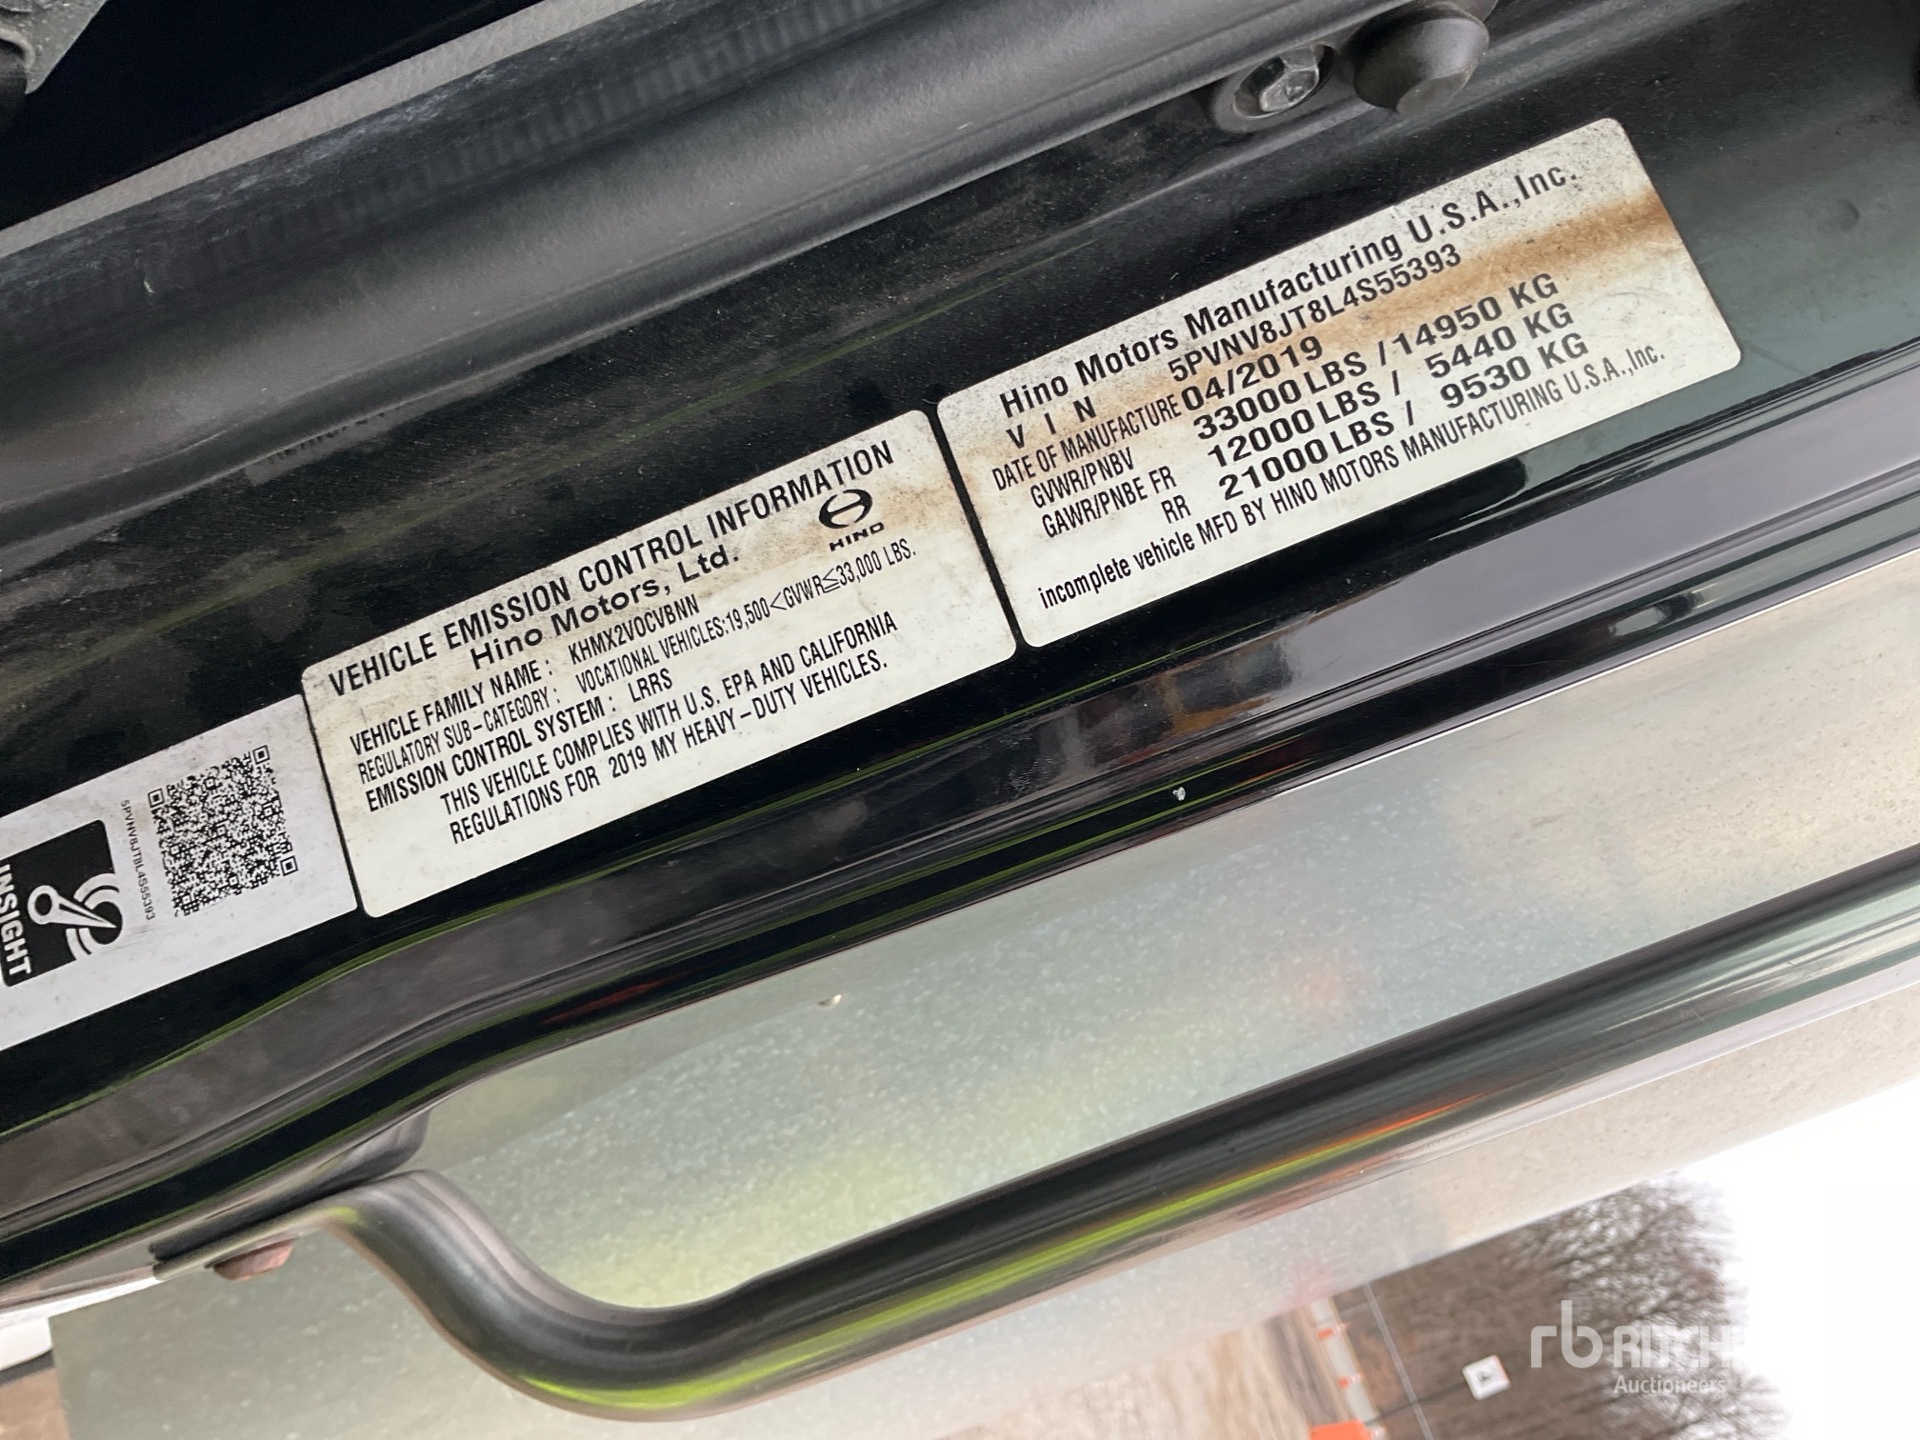 INSIGHT
5PVNV8JT8L4S55393
VEHICLE EMISSION CONTROL INFORMATION
Hino Motors, Ltd.
HINO
VEHICLE FAMILY NAME : KHMX2VOCVBNN
REGULATORY SUB-CATEGORY : VOCATIONAL VEHICLES:19,500<GVWR≦33,000 LBS.
EMISSION CONTROL SYSTEM : LRRS
THIS VEHICLE COMPLIES WITH U.S. EPA AND CALIFORNIA
REGULATIONS FOR 2019 MY HEAVY-DUTY VEHICLES.
Hino Motors Manufacturing U.S.A.,Inc.
V I N 5PVNV8JT8L4S55393
DATE OF MANUFACTURE 04/2019
GVWR/PNBV 33000 LBS / 14950 KG
GAWR/PNBE FR 12000 LBS / 5440 KG
RR 21000 LBS / 9530 KG
incomplete vehicle MFD BY HINO MOTORS MANUFACTURING U.S.A.,Inc.
rb RITCHI
Auctioneers